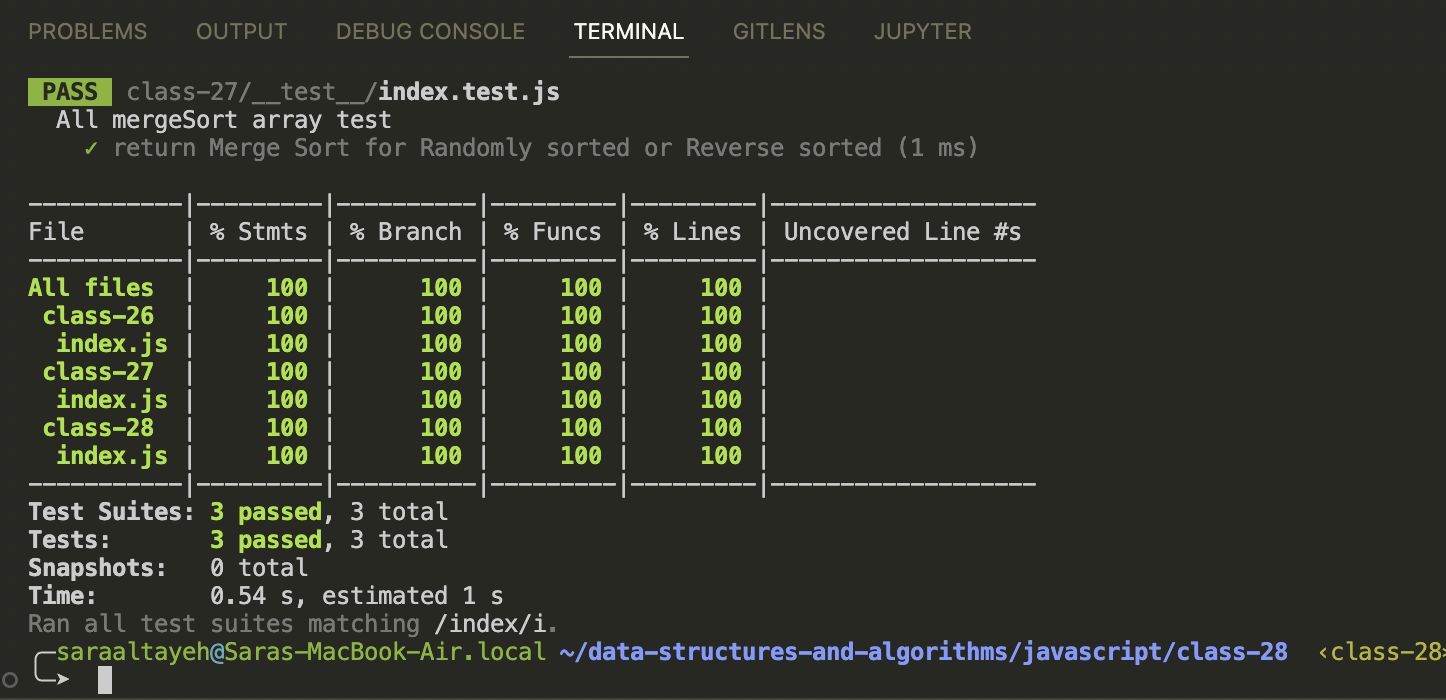 PROBLEMS OUTPUT DEBUG CONSOLE TERMINAL GITLENS JUPYTER
PASS class-27/__test__/index.test.js
All mergeSort array test
✓ return Merge Sort for Randomly sorted or Reverse sorted (1 ms)
-----------|---------|----------|---------|---------|-------------------
File | % Stmts | % Branch | % Funcs | % Lines | Uncovered Line #s
-----------|---------|----------|---------|---------|-------------------
All files | 100 | 100 | 100 | 100 |
class-26 | 100 | 100 | 100 | 100 |
index.js | 100 | 100 | 100 | 100 |
class-27 | 100 | 100 | 100 | 100 |
index.js | 100 | 100 | 100 | 100 |
class-28 | 100 | 100 | 100 | 100 |
index.js | 100 | 100 | 100 | 100 |
-----------|---------|----------|---------|---------|-------------------
Test Suites: 3 passed, 3 total
Tests: 3 passed, 3 total
Snapshots: 0 total
Time: 0.54 s, estimated 1 s
Ran all test suites matching /index/i.
╭─saraaltayeh@Saras-MacBook-Air.local ~/data-structures-and-algorithms/javascript/class-28 ‹class-28›
╰─➤